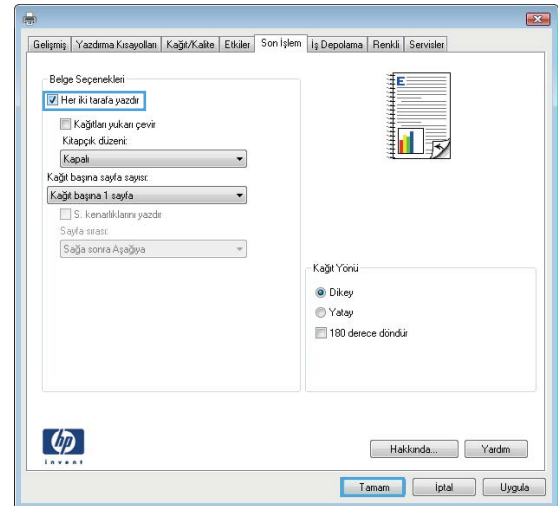 Gelişmiş Yazdırma Kısayolları Kağıt/Kalite Etkiler Son İşlem İş Depolama Renkli Servisler
Belge Seçenekleri
Her iki tarafa yazdır
Kağıtları yukarı çevir
Kitapçık düzeni:
Kapalı
Kağıt başına sayfa sayısı:
Kağıt başına 1 sayfa
S. kenarlıklarını yazdır
Sayfa sırası:
Sağa sonra Aşağıya
E
Kağıt Yönü
Dikey
Yatay
180 derece döndür
hp
invent
Hakkında... Yardım
Tamam İptal Uygula